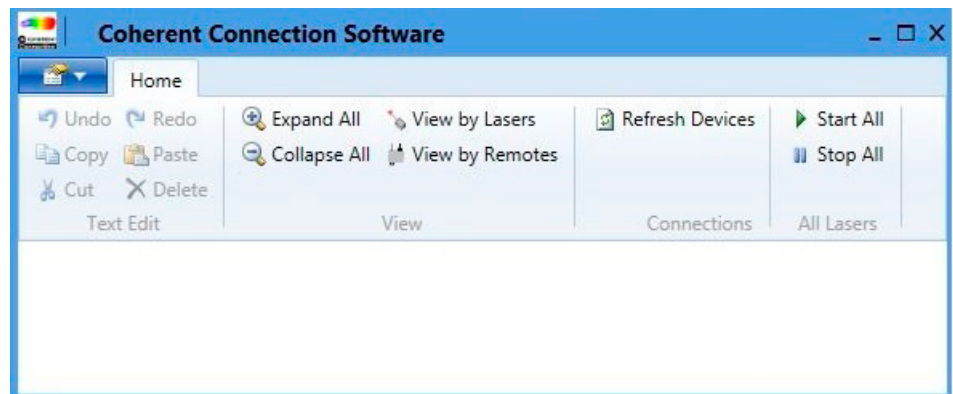 Coherent Connection Software
Home
Undo Redo Expand All View by Lasers Refresh Devices Start All
Copy Paste Collapse All View by Remotes Stop All
Cut Delete
Text Edit View Connections All Lasers